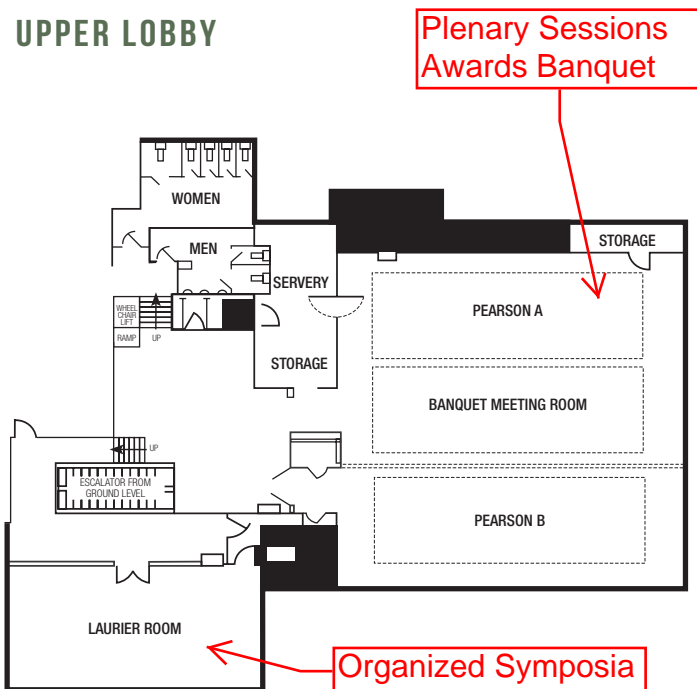 UPPER LOBBY
Plenary Sessions
Awards Banquet
WOMEN
MEN
STORAGE
SERVERY
PEARSON A
WHEEL
CHAIR
LIFT
RAMP
UP
STORAGE
BANQUET MEETING ROOM
UP
ESCALATOR FROM
GROUND LEVEL
PEARSON B
LAURIER ROOM
Organized Symposia